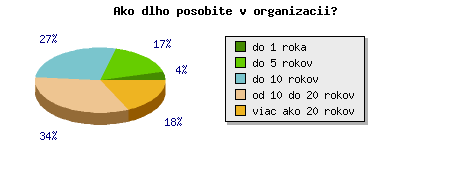 Ako dlho posobite v organizacii?
27%
17%
4%
18%
34%
do 1 roka
do 5 rokov
do 10 rokov
od 10 do 20 rokov
viac ako 20 rokov